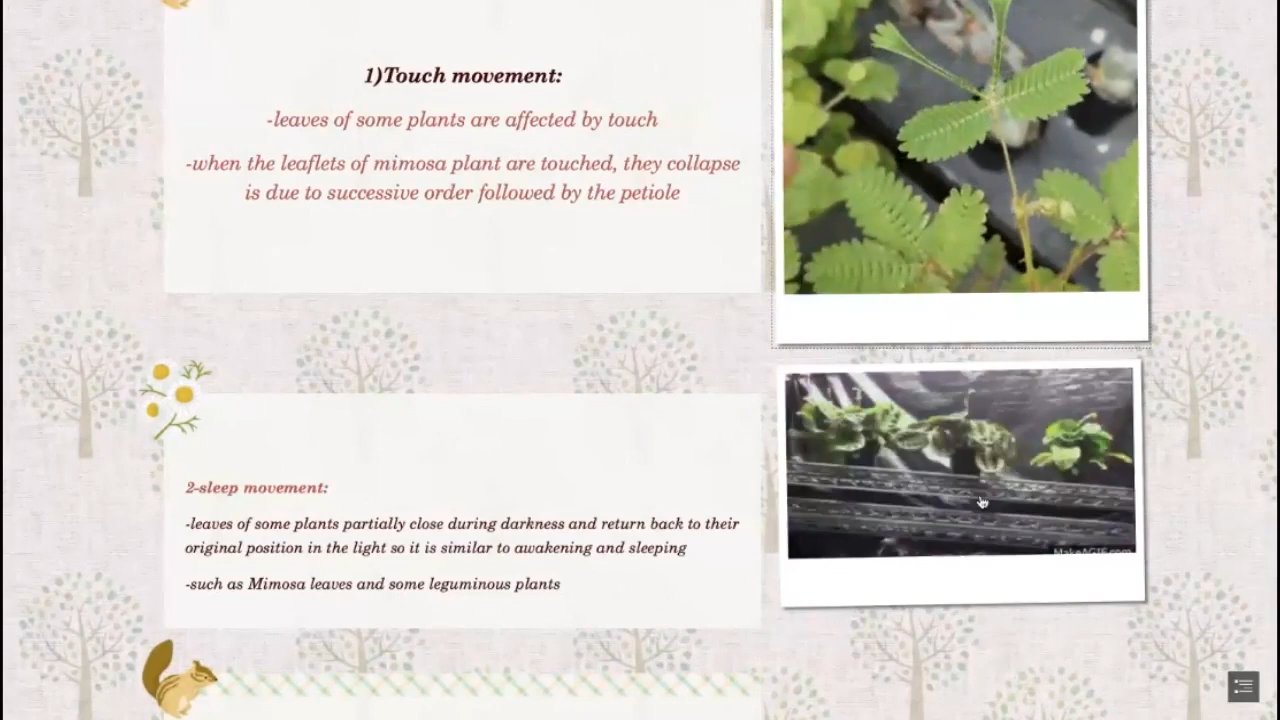 1)Touch movement:
-leaves of some plants are affected by touch
-when the leaflets of mimosa plant are touched, they collapse
is due to successive order followed by the petiole
2-sleep movement:
-leaves of some plants partially close during darkness and return back to their
original position in the light so it is similar to awakening and sleeping
-such as Mimosa leaves and some leguminous plants
MakeAGIF.com